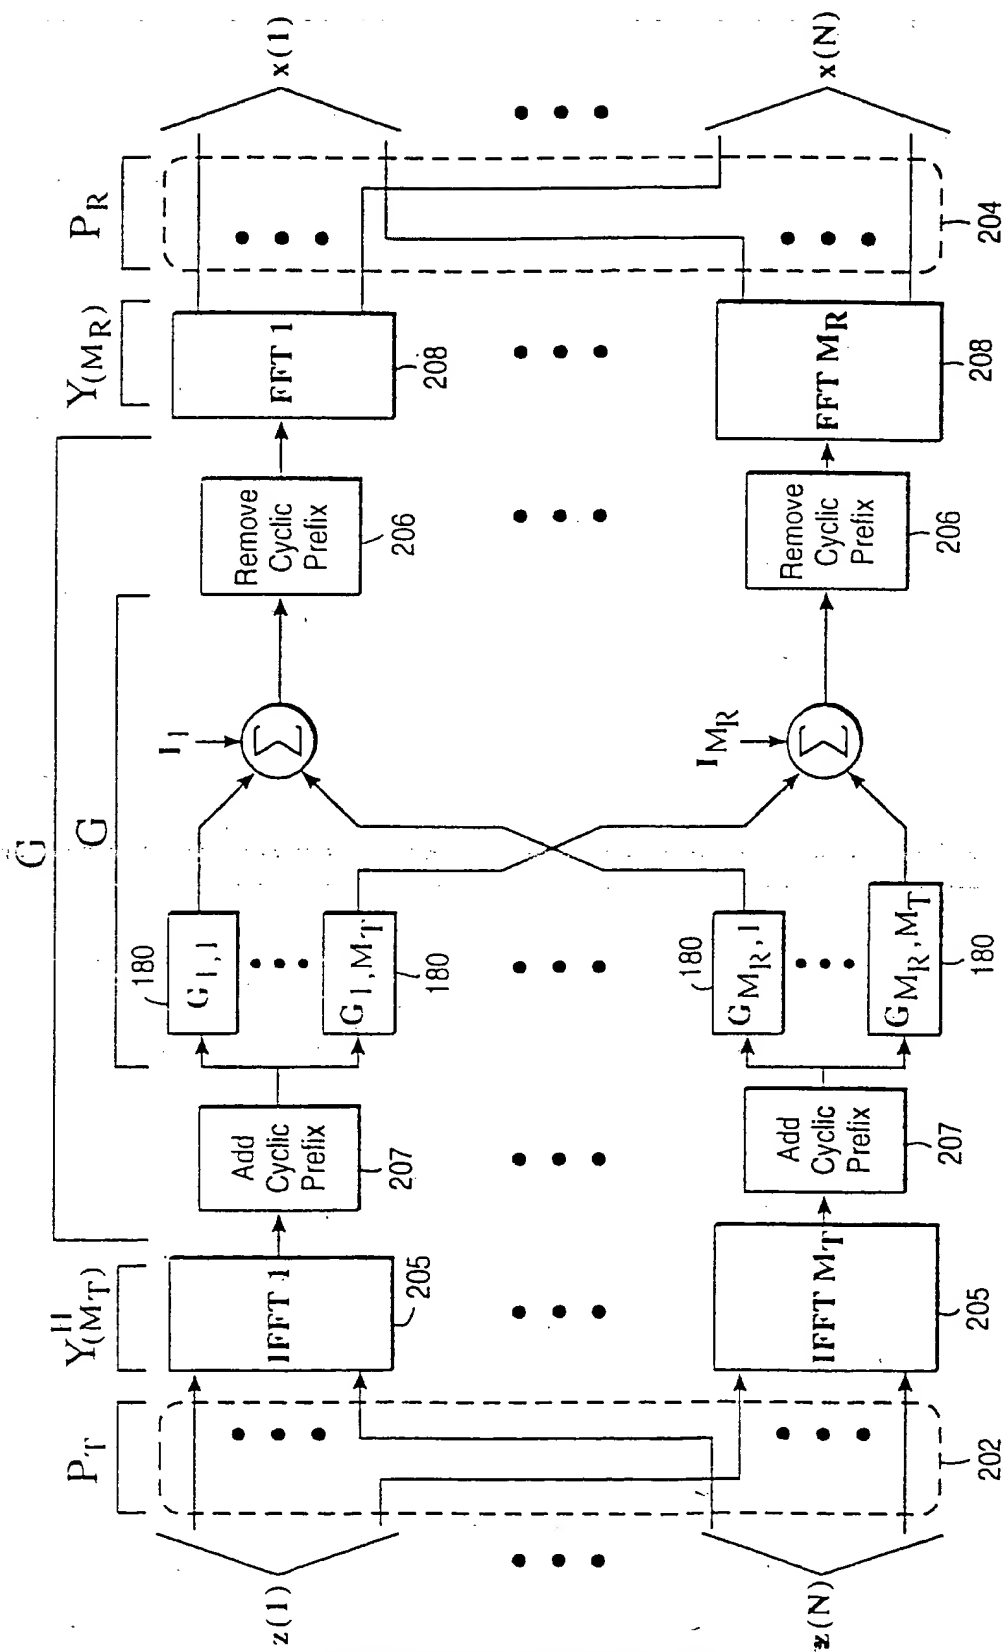 G̃
G
P_T
Y^H_(M_T)
Y_(M_R)
P_R
z(1)
IFFT 1
205
Add
Cyclic
Prefix
207
180
G_1,1
G_1,M_T
180
I_1
Σ
Remove
Cyclic
Prefix
206
FFT 1
208
x(1)
z(N)
202
IFFT M_T
205
Add
Cyclic
Prefix
207
180
G_M_R,1
G_M_R,M_T
180
I_M_R
Σ
Remove
Cyclic
Prefix
206
FFT M_R
208
204
x(N)